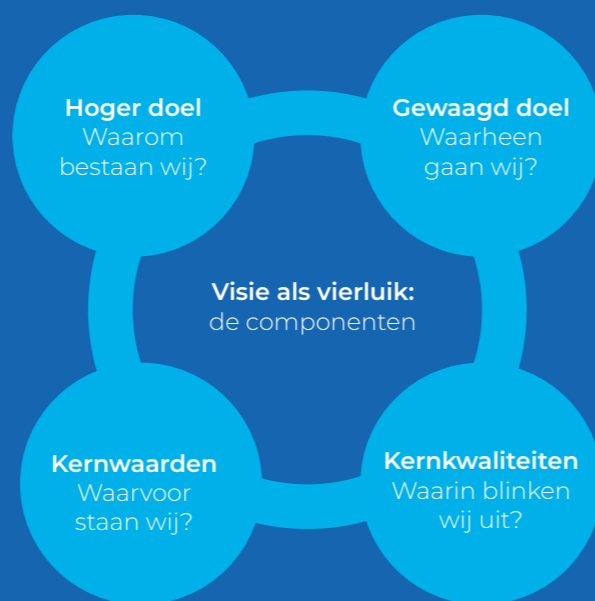 Hoger doel
Waarom
bestaan wij?
Gewaagd doel
Waarheen
gaan wij?
Visie als vierluik:
de componenten
Kernwaarden
Waarvoor
staan wij?
Kernkwaliteiten
Waarin blinken
wij uit?